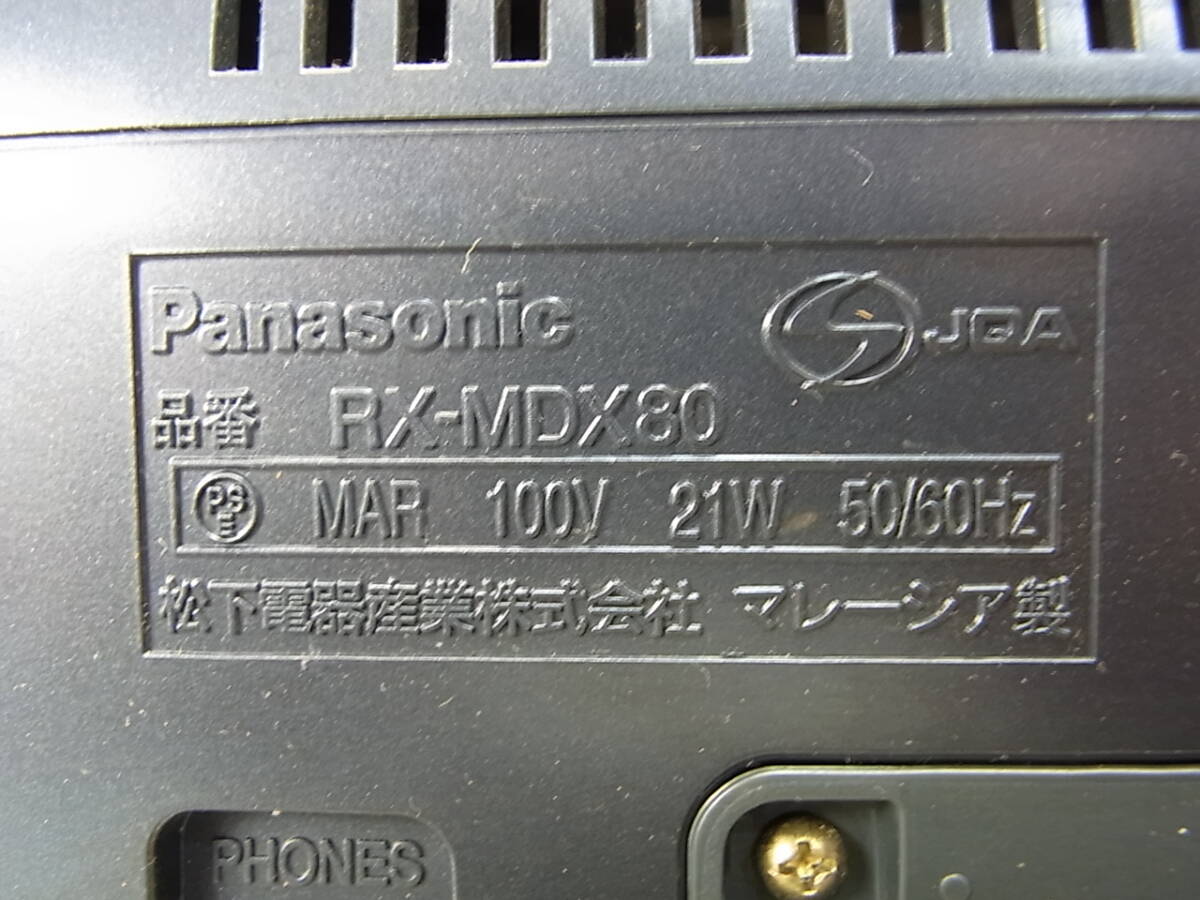 Panasonic JQA
品番 RX-MDX80
PS E MAR 100V 21W 50/60Hz
松下電器産業株式会社 マレーシア製
PHONES